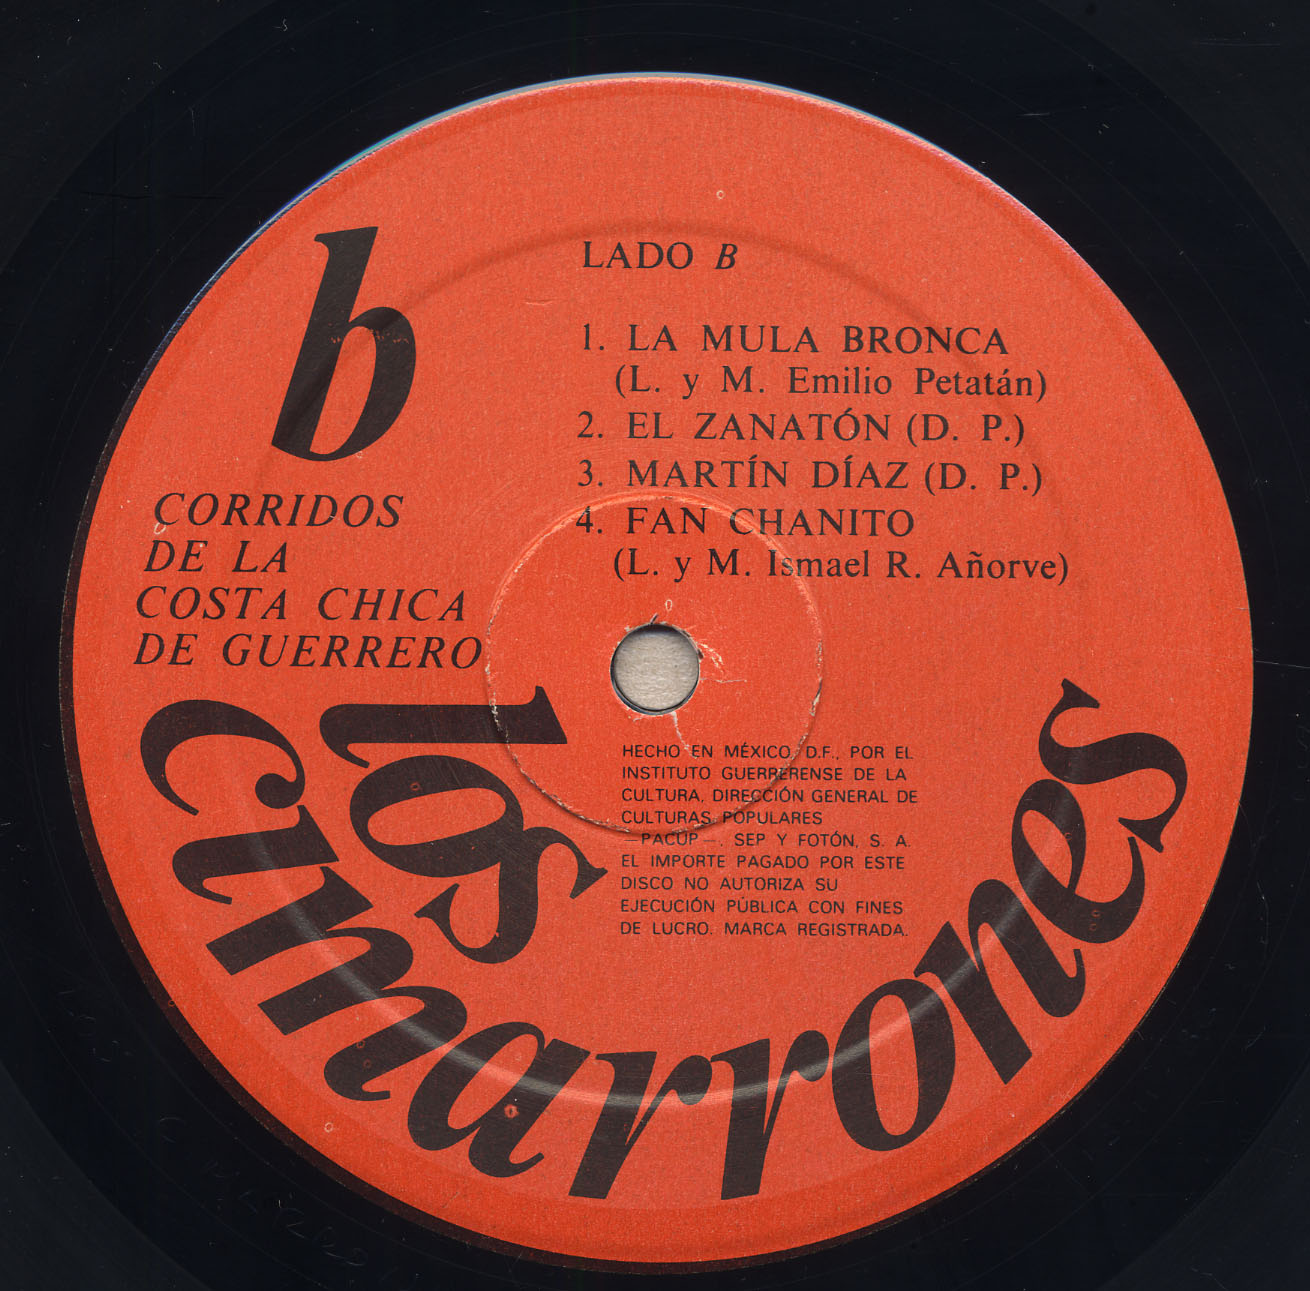 b
LADO B
1. LA MULA BRONCA
(L. y M. Emilio Petatán)
2. EL ZANATÓN (D. P.)
3. MARTÍN DÍAZ (D. P.)
4. FAN CHANITO
(L. y M. Ismael R. Añorve)
CORRIDOS
DE LA
COSTA CHICA
DE GUERRERO
los
cimarrones
HECHO EN MÉXICO, D.F., POR EL
INSTITUTO GUERRERENSE DE LA
CULTURA, DIRECCIÓN GENERAL DE
CULTURAS POPULARES
—PACUP—, SEP Y FOTÓN, S. A.
EL IMPORTE PAGADO POR ESTE
DISCO NO AUTORIZA SU
EJECUCIÓN PÚBLICA CON FINES
DE LUCRO. MARCA REGISTRADA.